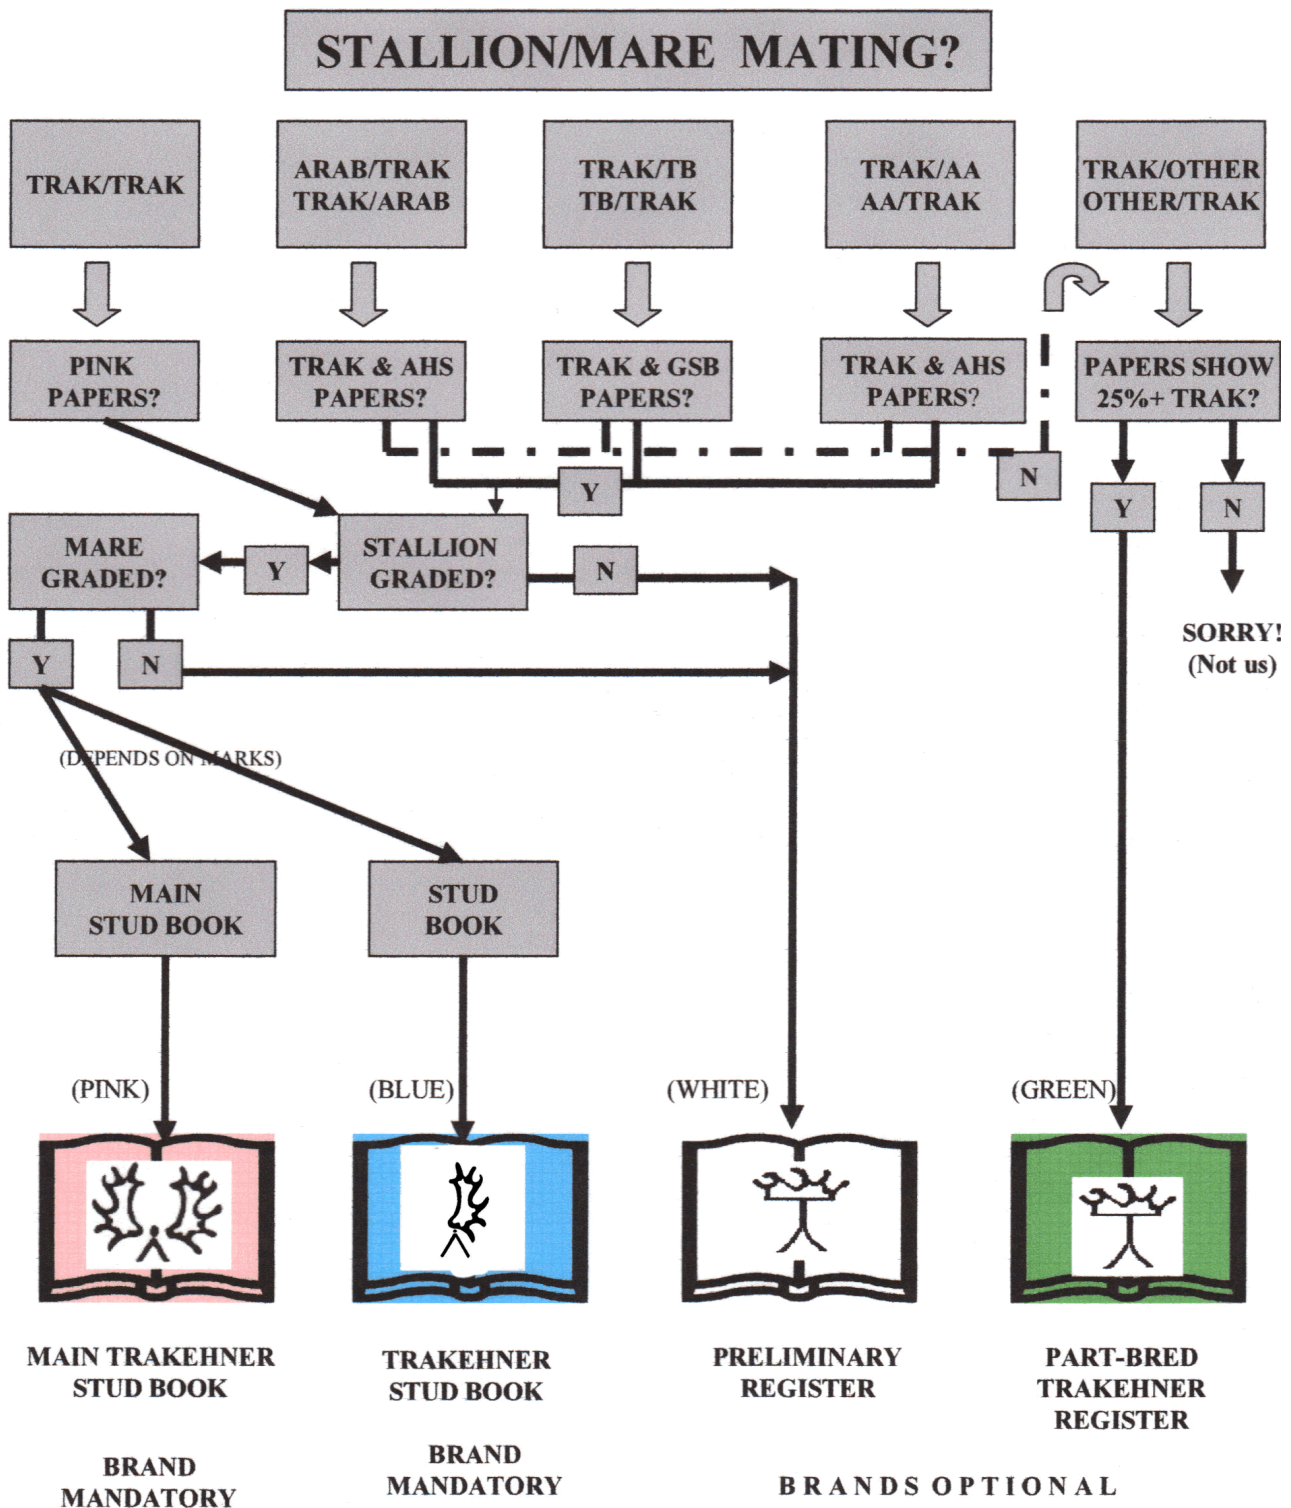 STALLION/MARE MATING?
TRAK/TRAK
ARAB/TRAK
TRAK/ARAB
TRAK/TB
TB/TRAK
TRAK/AA
AA/TRAK
TRAK/OTHER
OTHER/TRAK
PINK
PAPERS?
TRAK & AHS
PAPERS?
TRAK & GSB
PAPERS?
TRAK & AHS
PAPERS?
PAPERS SHOW
25%+ TRAK?
Y
N
Y
N
MARE
GRADED?
Y
STALLION
GRADED?
N
SORRY!
(Not us)
Y
N
(DEPENDS ON MARKS)
MAIN
STUD BOOK
STUD
BOOK
(PINK)
(BLUE)
(WHITE)
(GREEN)
MAIN TRAKEHNER
STUD BOOK
TRAKEHNER
STUD BOOK
PRELIMINARY
REGISTER
PART-BRED
TRAKEHNER
REGISTER
BRAND
MANDATORY
BRAND
MANDATORY
BRANDS OPTIONAL